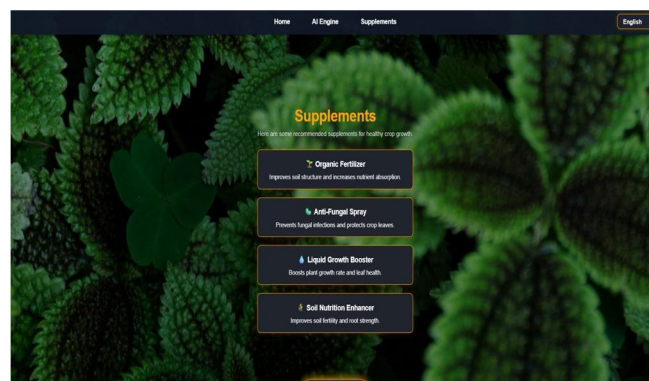 Home AI Engine Supplements English
Supplements
Here are some recommended supplements for healthy crop growth.
Organic Fertilizer
Improves soil structure and increases nutrient absorption.
Anti-Fungal Spray
Prevents fungal infections and protects crop leaves.
Liquid Growth Booster
Boosts plant growth rate and leaf health.
Soil Nutrition Enhancer
Improves soil fertility and root strength.